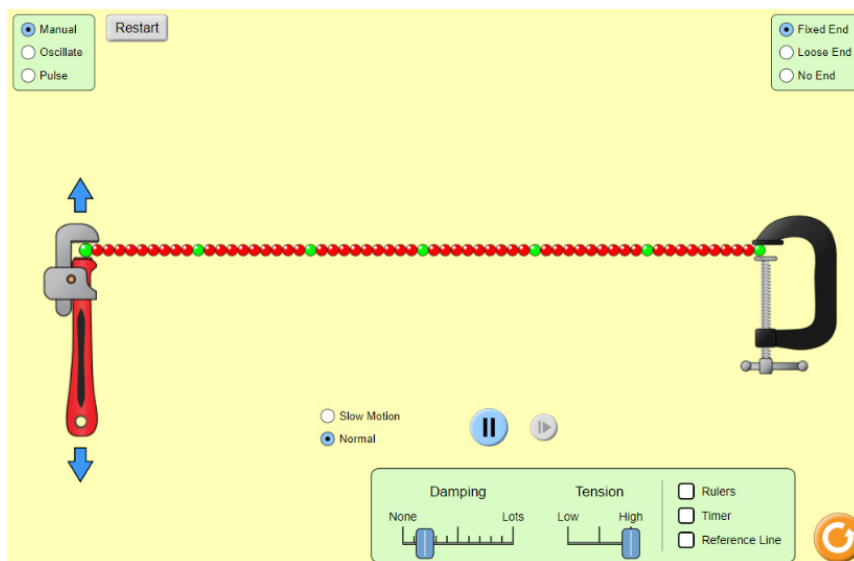 Manual
Oscillate
Pulse
Restart
Fixed End
Loose End
No End
Slow Motion
Normal
Damping
None
Lots
Tension
Low
High
Rulers
Timer
Reference Line